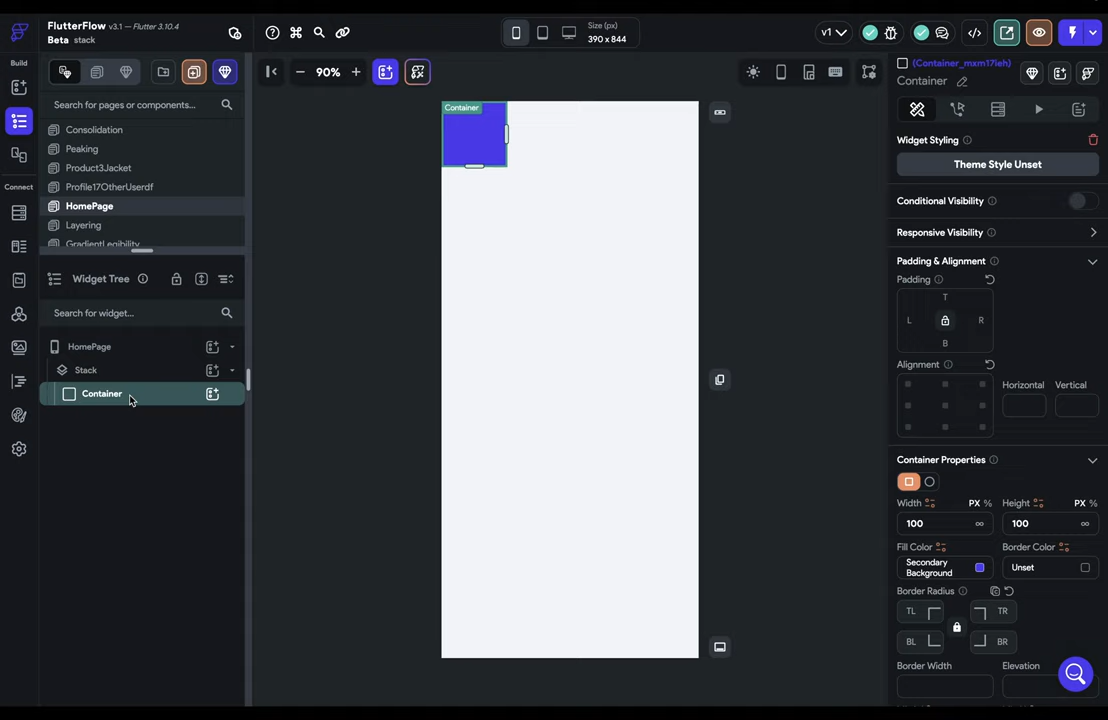 FlutterFlow v3.1 - Flutter 3.10.4
Beta stack
Size (px)
390 x 844
v1
Build
Connect
Search for pages or components...
Consolidation
Peaking
Product3Jacket
Profile17OtherUserdf
HomePage
Layering
GradientLegibility
Widget Tree
Search for widget...
HomePage
Stack
Container
90%
Container
(Container_mxm17leh)
Container
Widget Styling
Theme Style Unset
Conditional Visibility
Responsive Visibility
Padding & Alignment
Padding
T
L R
B
Alignment
Horizontal Vertical
Container Properties
Width PX % Height PX %
100 ∞ 100 ∞
Fill Color Border Color
Secondary Background Unset
Border Radius
TL TR
BL BR
Border Width Elevation